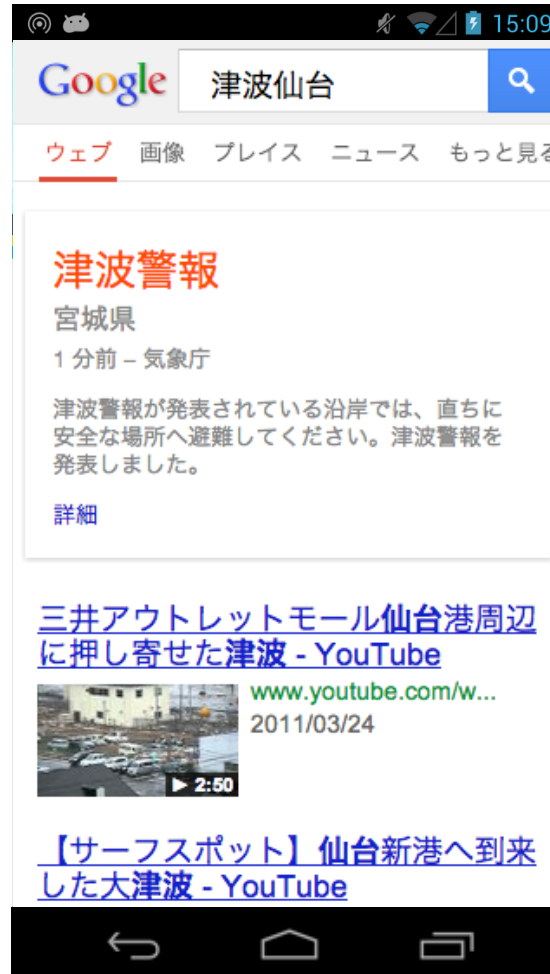 15:09
Google 津波仙台
ウェブ 画像 プレイス ニュース もっと見る
津波警報
宮城県
1 分前 – 気象庁
津波警報が発表されている沿岸では、直ちに
安全な場所へ避難してください。津波警報を
発表しました。
詳細
三井アウトレットモール仙台港周辺
に押し寄せた津波 - YouTube
www.youtube.com/w...
2011/03/24
2:50
【サーフスポット】仙台新港へ到来
した大津波 - YouTube